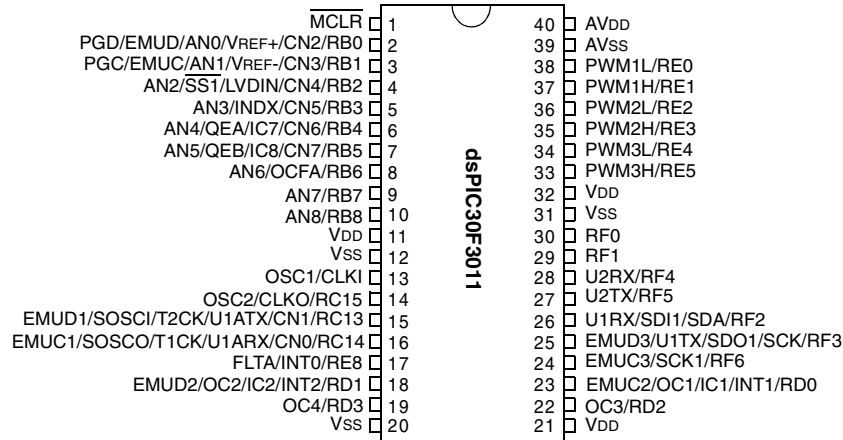 MCLR 1 40 AVDD
PGD/EMUD/AN0/VREF+/CN2/RB0 2 39 AVSS
PGC/EMUC/AN1/VREF-/CN3/RB1 3 38 PWM1L/RE0
AN2/SS1/LVDIN/CN4/RB2 4 37 PWM1H/RE1
AN3/INDX/CN5/RB3 5 36 PWM2L/RE2
AN4/QEA/IC7/CN6/RB4 6 35 PWM2H/RE3
AN5/QEB/IC8/CN7/RB5 7 34 PWM3L/RE4
AN6/OCFA/RB6 8 33 PWM3H/RE5
AN7/RB7 9 32 VDD
AN8/RB8 10 31 VSS
VDD 11 30 RF0
VSS 12 29 RF1
OSC1/CLKI 13 28 U2RX/RF4
OSC2/CLKO/RC15 14 27 U2TX/RF5
EMUD1/SOSCI/T2CK/U1ATX/CN1/RC13 15 26 U1RX/SDI1/SDA/RF2
EMUC1/SOSCO/T1CK/U1ARX/CN0/RC14 16 25 EMUD3/U1TX/SDO1/SCK/RF3
FLTA/INT0/RE8 17 24 EMUC3/SCK1/RF6
EMUD2/OC2/IC2/INT2/RD1 18 23 EMUC2/OC1/IC1/INT1/RD0
OC4/RD3 19 22 OC3/RD2
VSS 20 21 VDD
dsPIC30F3011